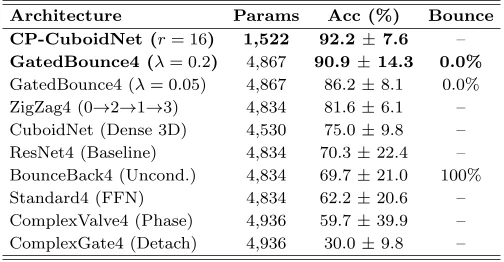 Architecture Params Acc (%) Bounce
CP-CuboidNet (r = 16) 1,522 92.2 ± 7.6 –
GatedBounce4 (λ = 0.2) 4,867 90.9 ± 14.3 0.0%
GatedBounce4 (λ = 0.05) 4,867 86.2 ± 8.1 0.0%
ZigZag4 (0→2→1→3) 4,834 81.6 ± 6.1 –
CuboidNet (Dense 3D) 4,530 75.0 ± 9.8 –
ResNet4 (Baseline) 4,834 70.3 ± 22.4 –
BounceBack4 (Uncond.) 4,834 69.7 ± 21.0 100%
Standard4 (FFN) 4,834 62.2 ± 20.6 –
ComplexValve4 (Phase) 4,936 59.7 ± 39.9 –
ComplexGate4 (Detach) 4,936 30.0 ± 9.8 –